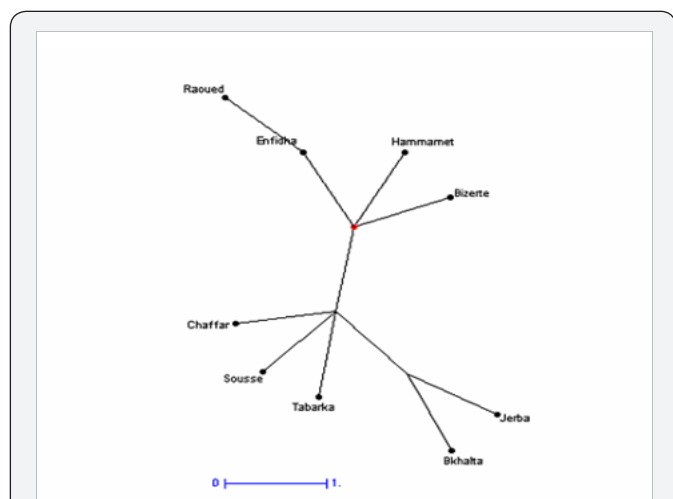 Raoued
Enfidha
Hammamet
Bizerte
Chaffar
Sousse
Tabarka
Jerba
Bkhalta
0 1.